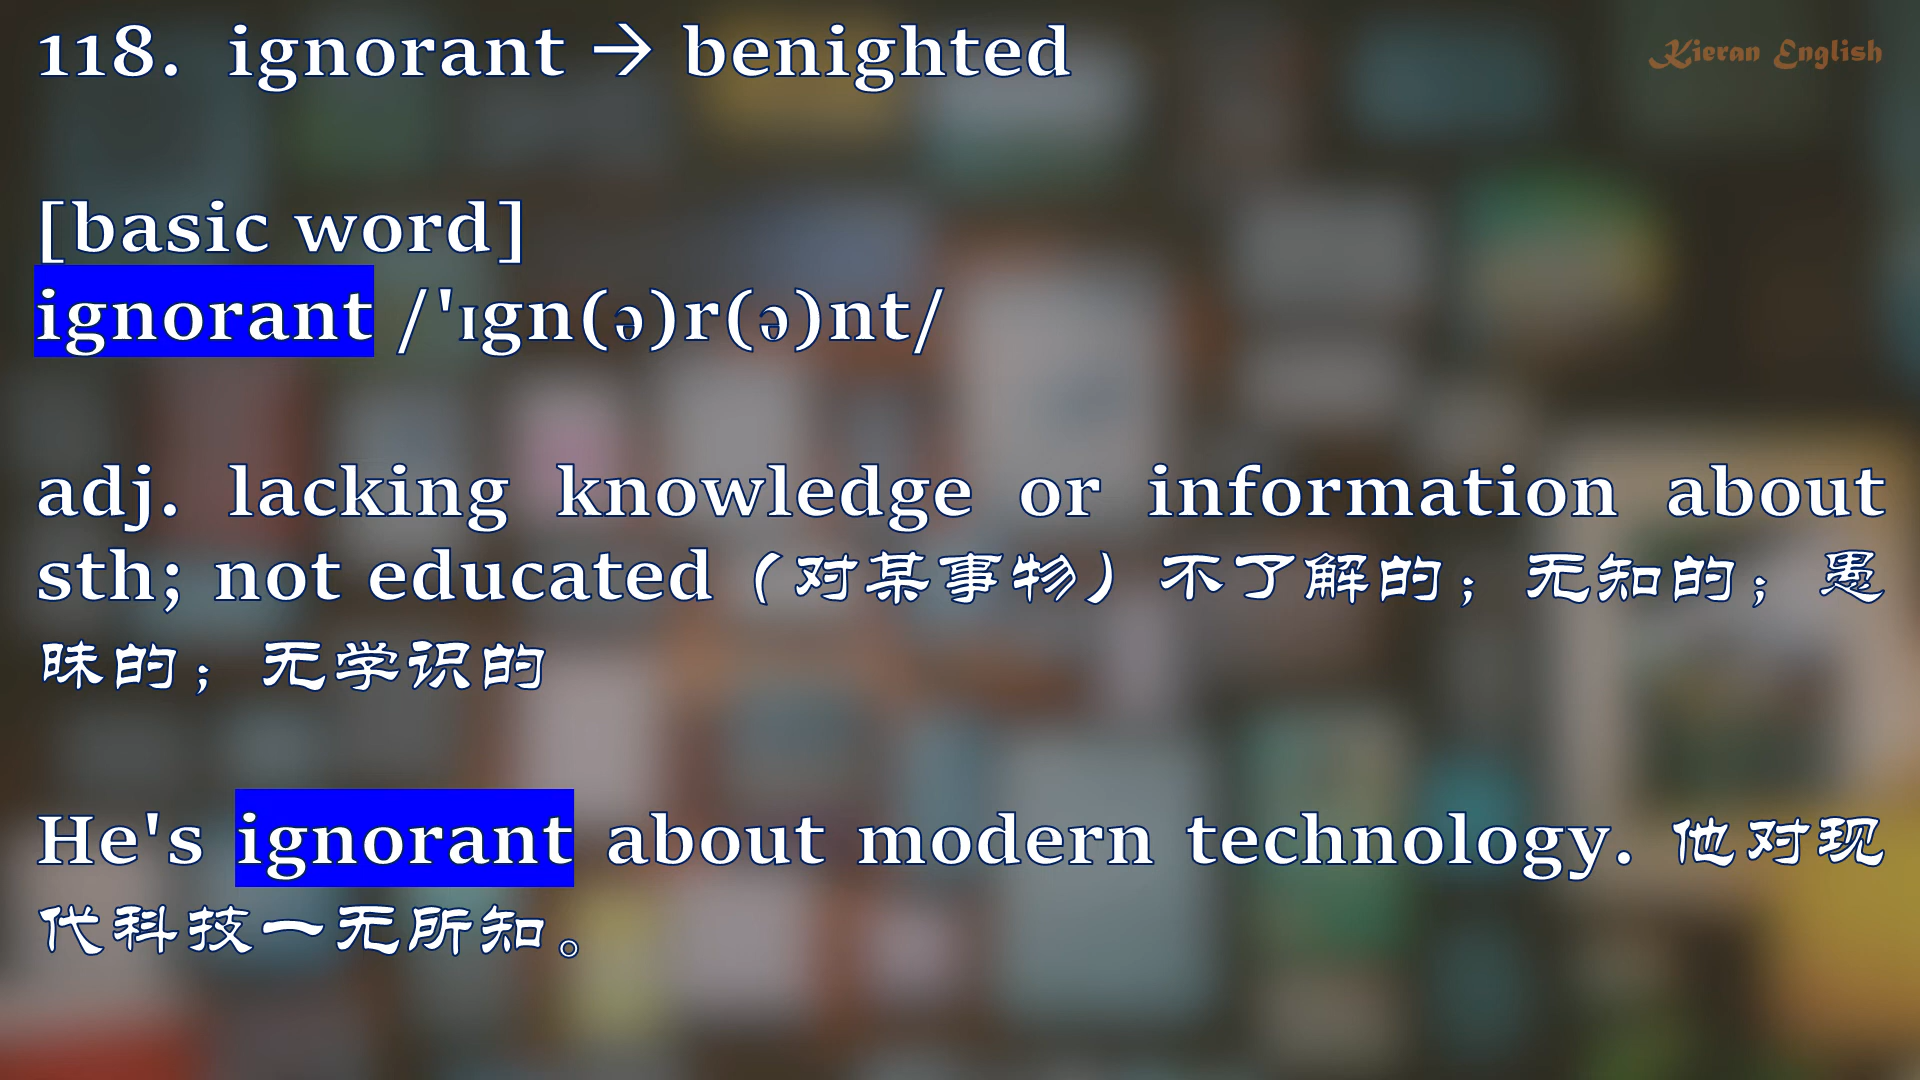 118. ignorant → benighted
Kieran English
[basic word]
ignorant /'ɪgn(ə)r(ə)nt/
adj. lacking knowledge or information about
sth; not educated（对某事物）不了解的；无知的；愚
昧的；无学识的
He's ignorant about modern technology. 他对现
代科技一无所知。